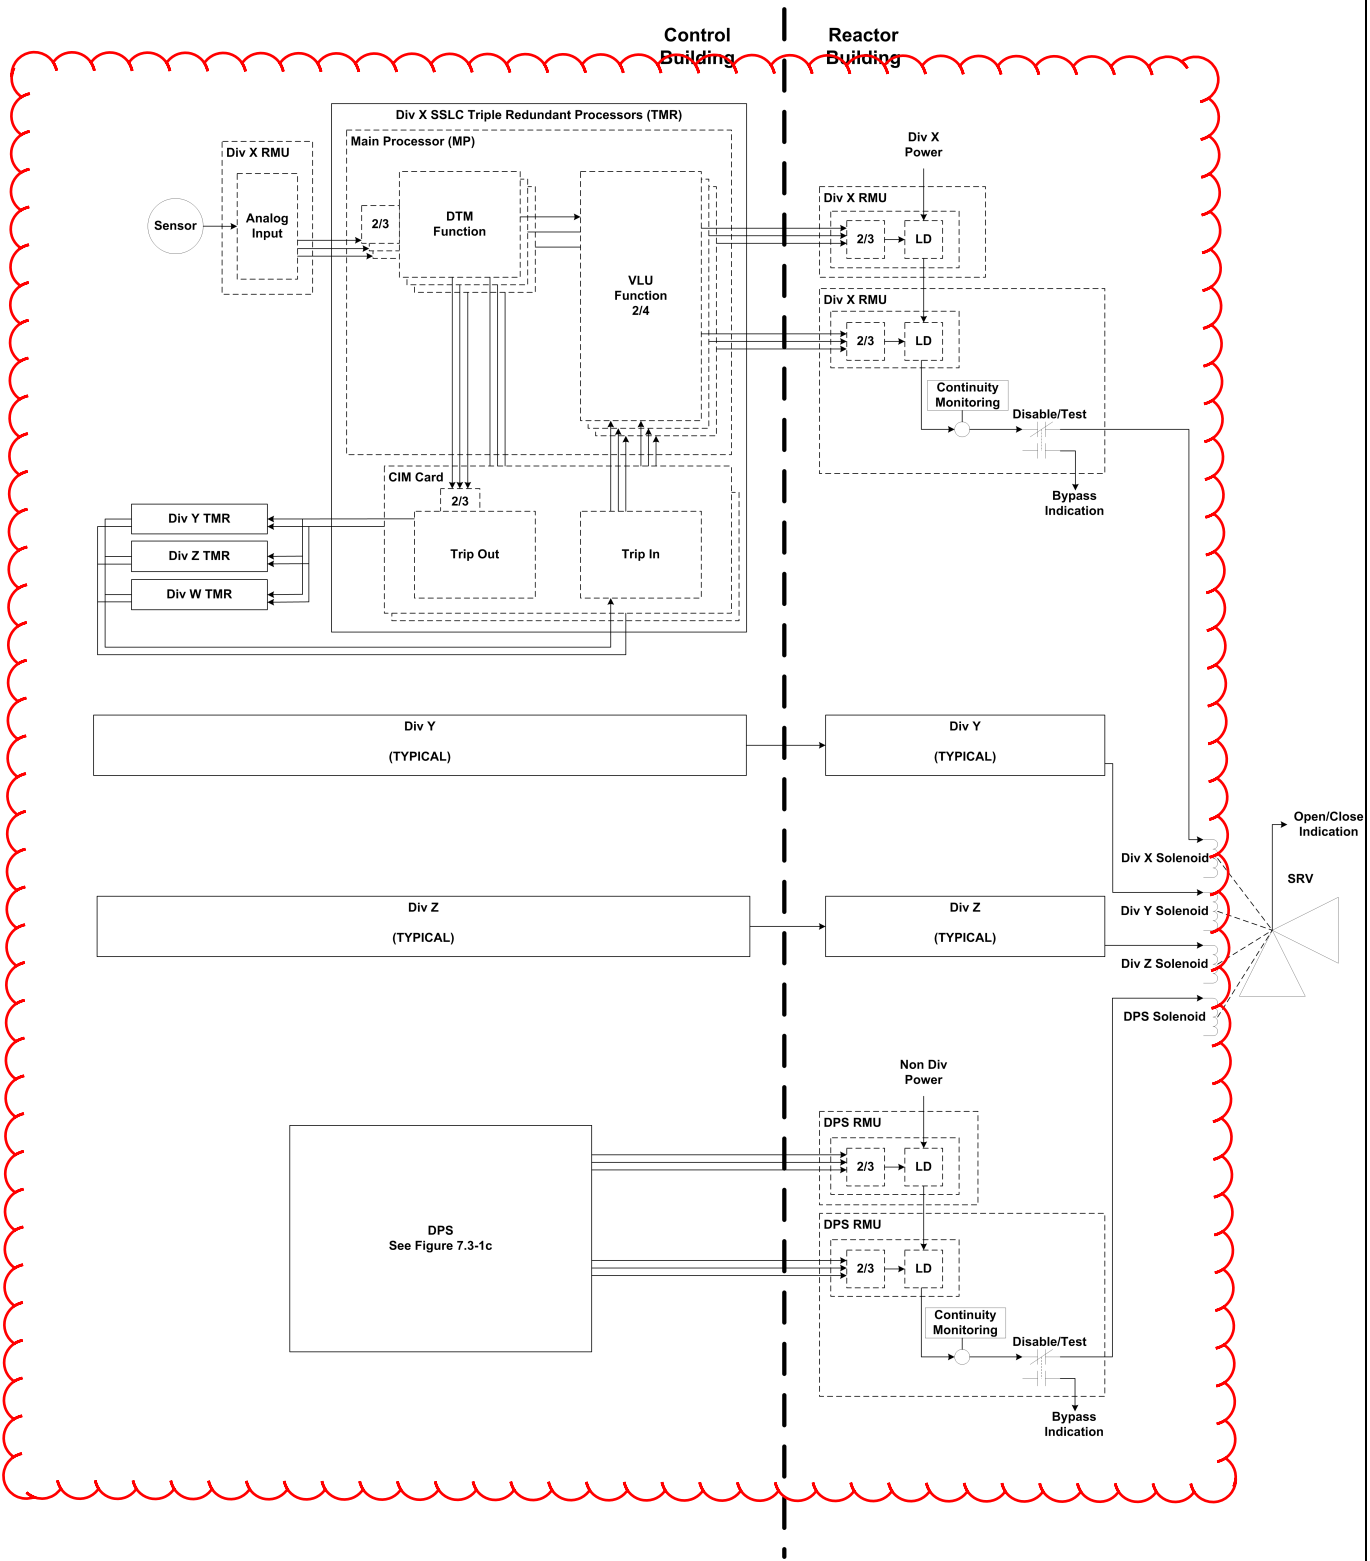 Control
Building
Reactor
Building
Div X SSLC Triple Redundant Processors (TMR)
Main Processor (MP)
Div X RMU
Sensor
Analog
Input
2/3
DTM
Function
VLU
Function
2/4
Div X
Power
Div X RMU
2/3
LD
Div X RMU
2/3
LD
Continuity
Monitoring
Disable/Test
Bypass
Indication
CIM Card
2/3
Trip Out
Trip In
Div Y TMR
Div Z TMR
Div W TMR
Div Y
(TYPICAL)
Div Y
(TYPICAL)
Open/Close
Indication
Div X Solenoid
SRV
Div Z
(TYPICAL)
Div Z
(TYPICAL)
Div Y Solenoid
Div Z Solenoid
DPS Solenoid
Non Div
Power
DPS RMU
2/3
LD
DPS
See Figure 7.3-1c
DPS RMU
2/3
LD
Continuity
Monitoring
Disable/Test
Bypass
Indication